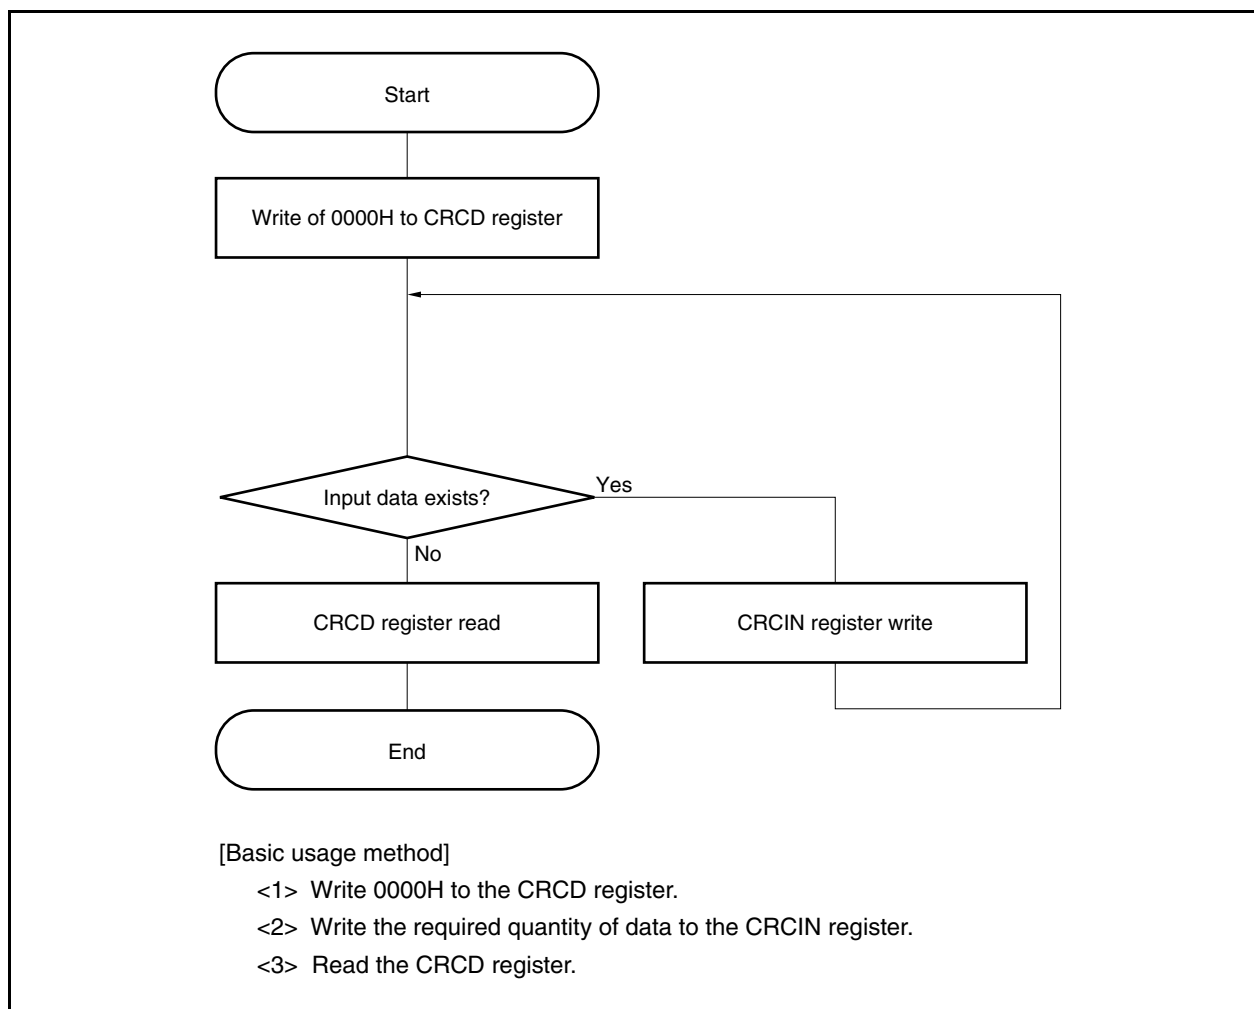 Start
Write of 0000H to CRCD register
Input data exists?
Yes
No
CRCD register read
CRCIN register write
End
[Basic usage method]
<1> Write 0000H to the CRCD register.
<2> Write the required quantity of data to the CRCIN register.
<3> Read the CRCD register.